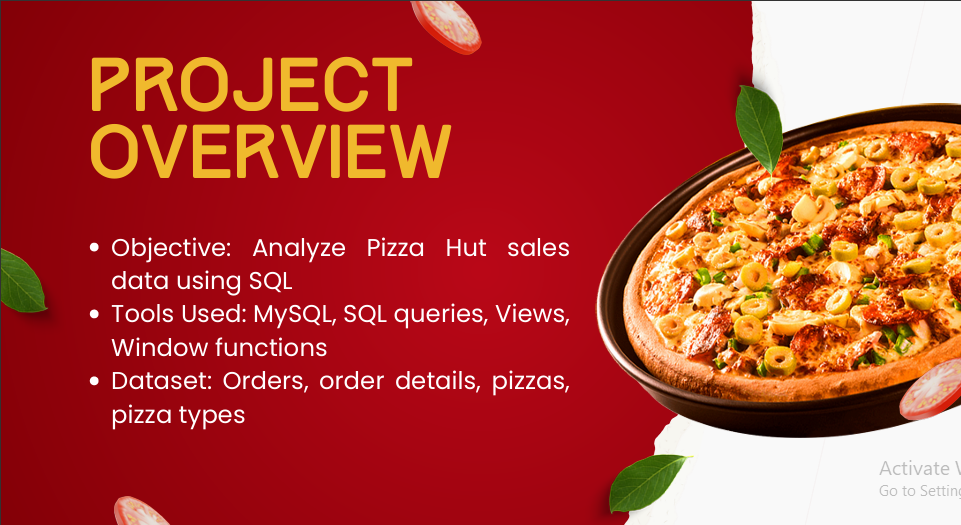 PROJECT
OVERVIEW
• Objective: Analyze Pizza Hut sales
data using SQL
• Tools Used: MySQL, SQL queries, Views,
Window functions
• Dataset: Orders, order details, pizzas,
pizza types
Activate
Go to